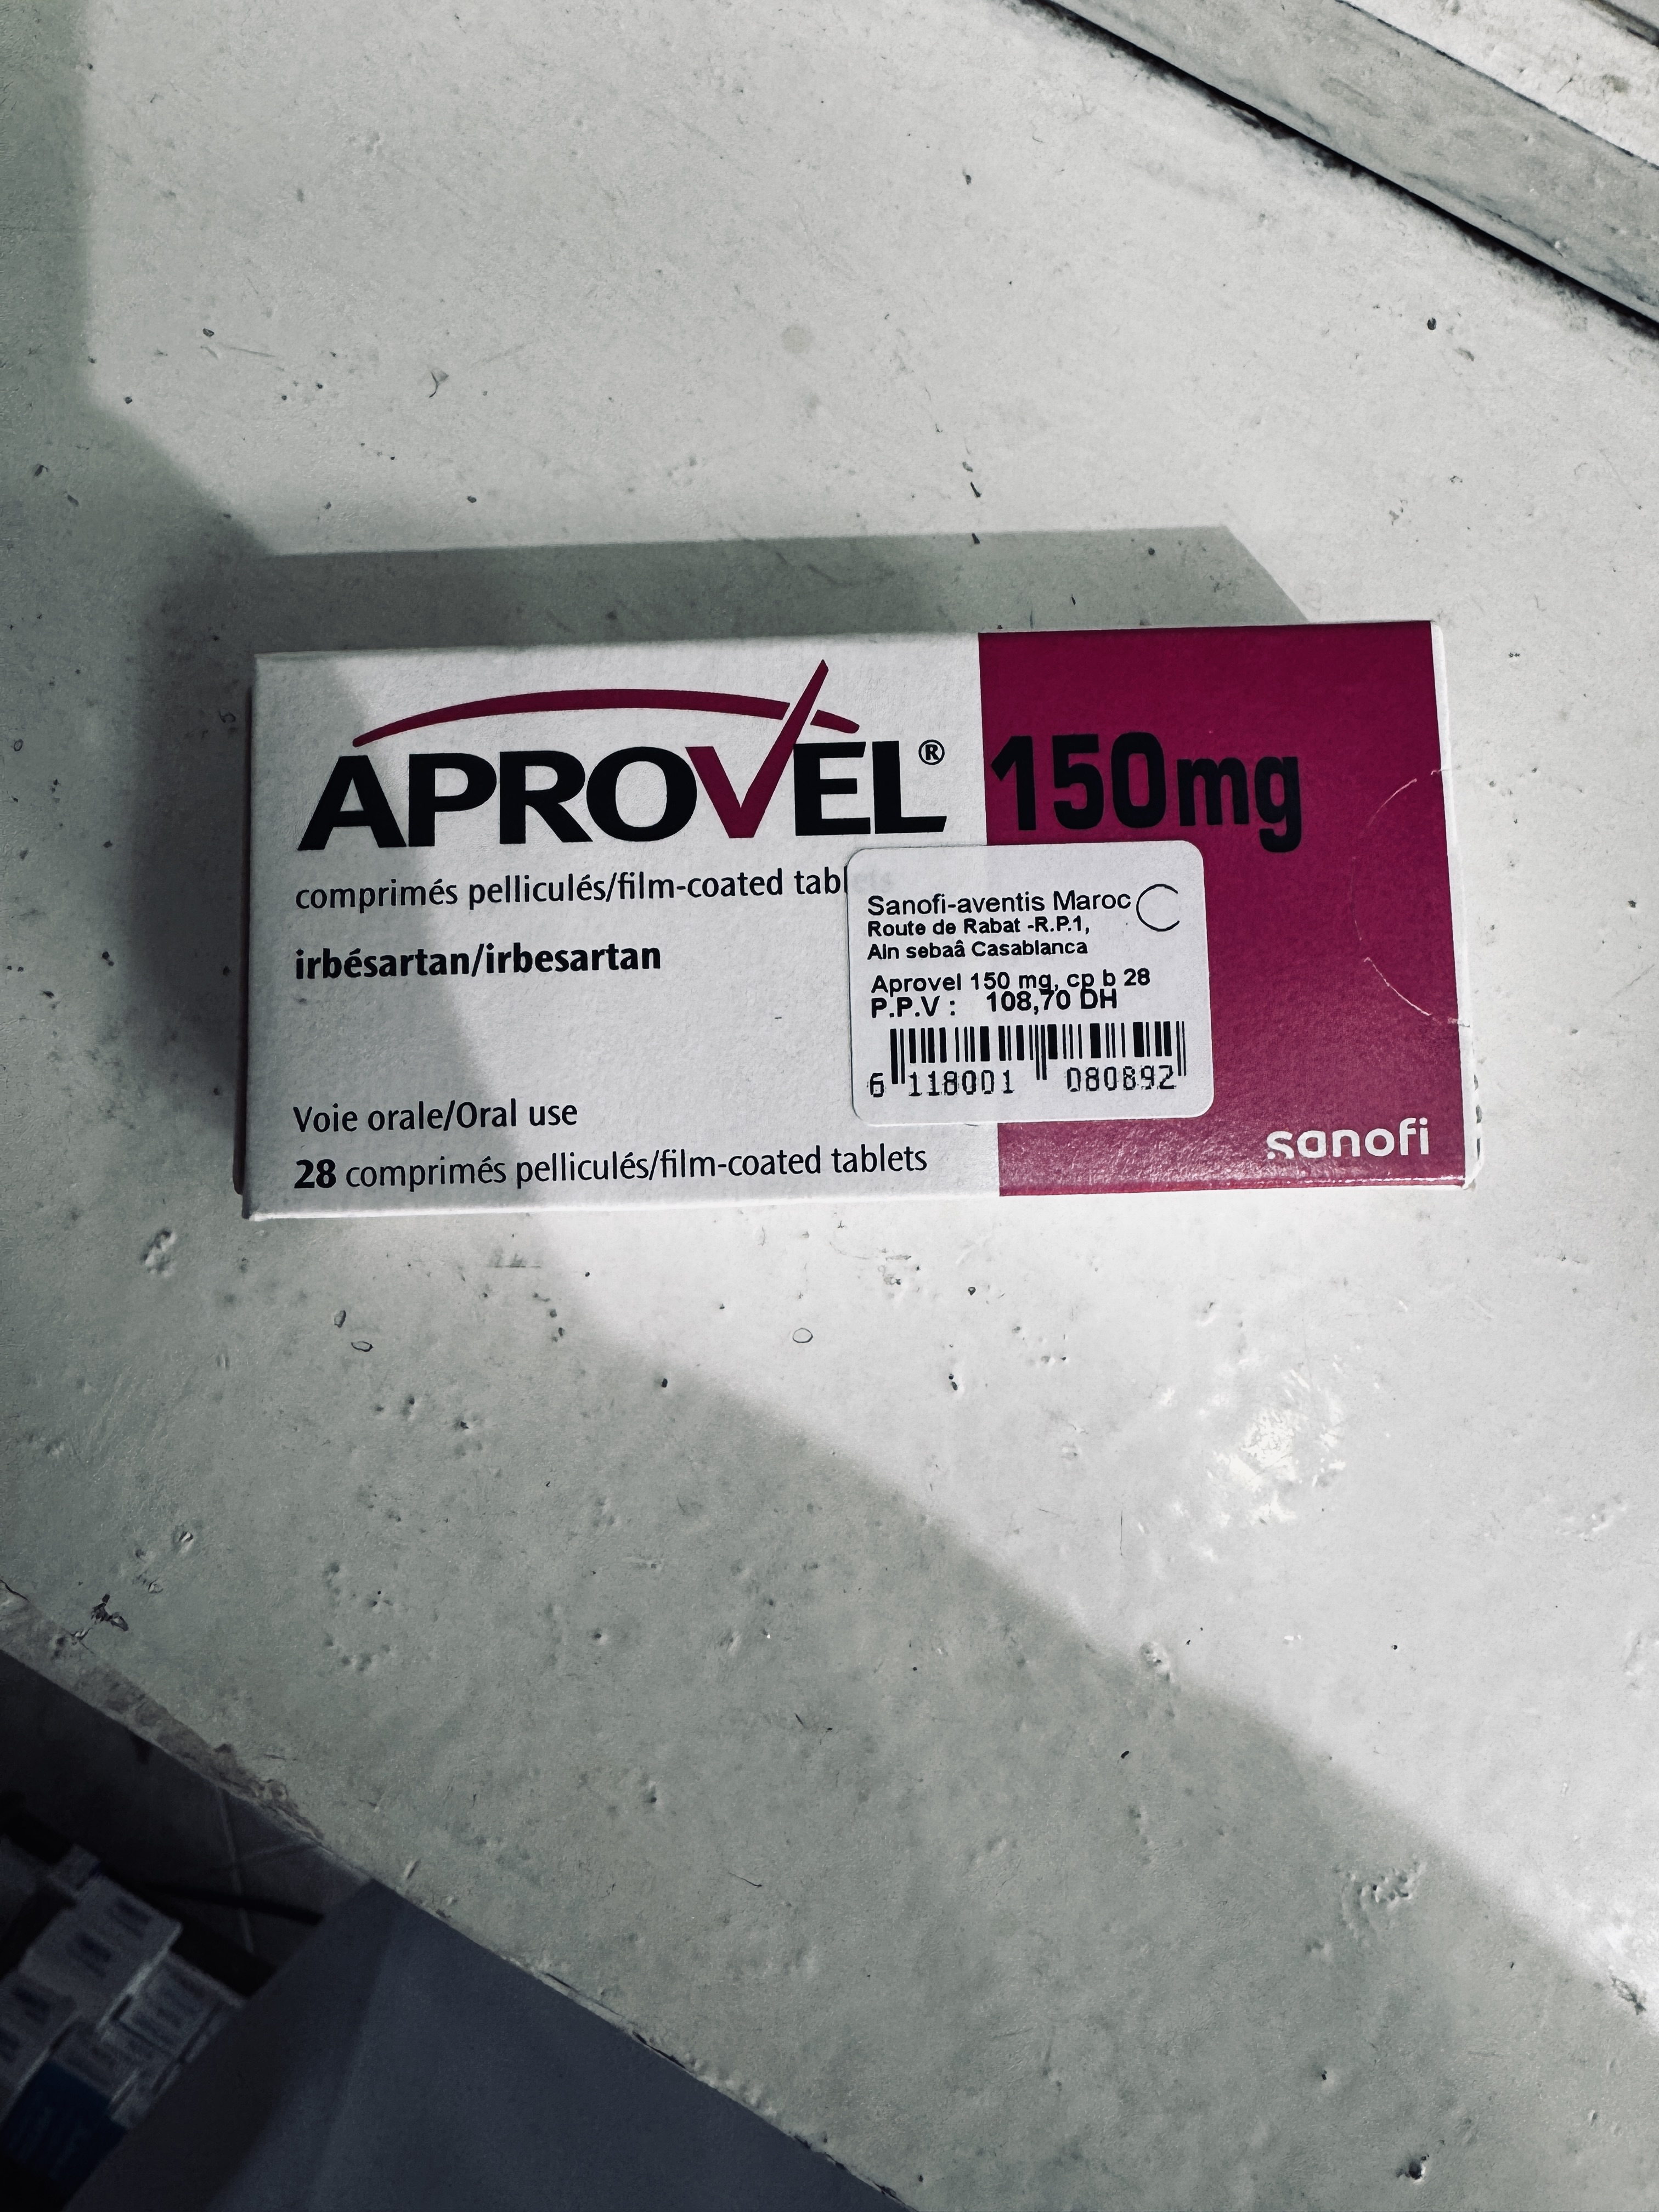 APROVEL® 150mg
comprimés pelliculés/film-coated tablets
irbésartan/irbesartan
Sanofi-aventis Maroc
Route de Rabat -R.P.1,
Ain sebaâ Casablanca
Aprovel 150 mg, cp b 28
P.P.V : 108,70 DH
6 118001 080892
Voie orale/Oral use
28 comprimés pelliculés/film-coated tablets
sanofi